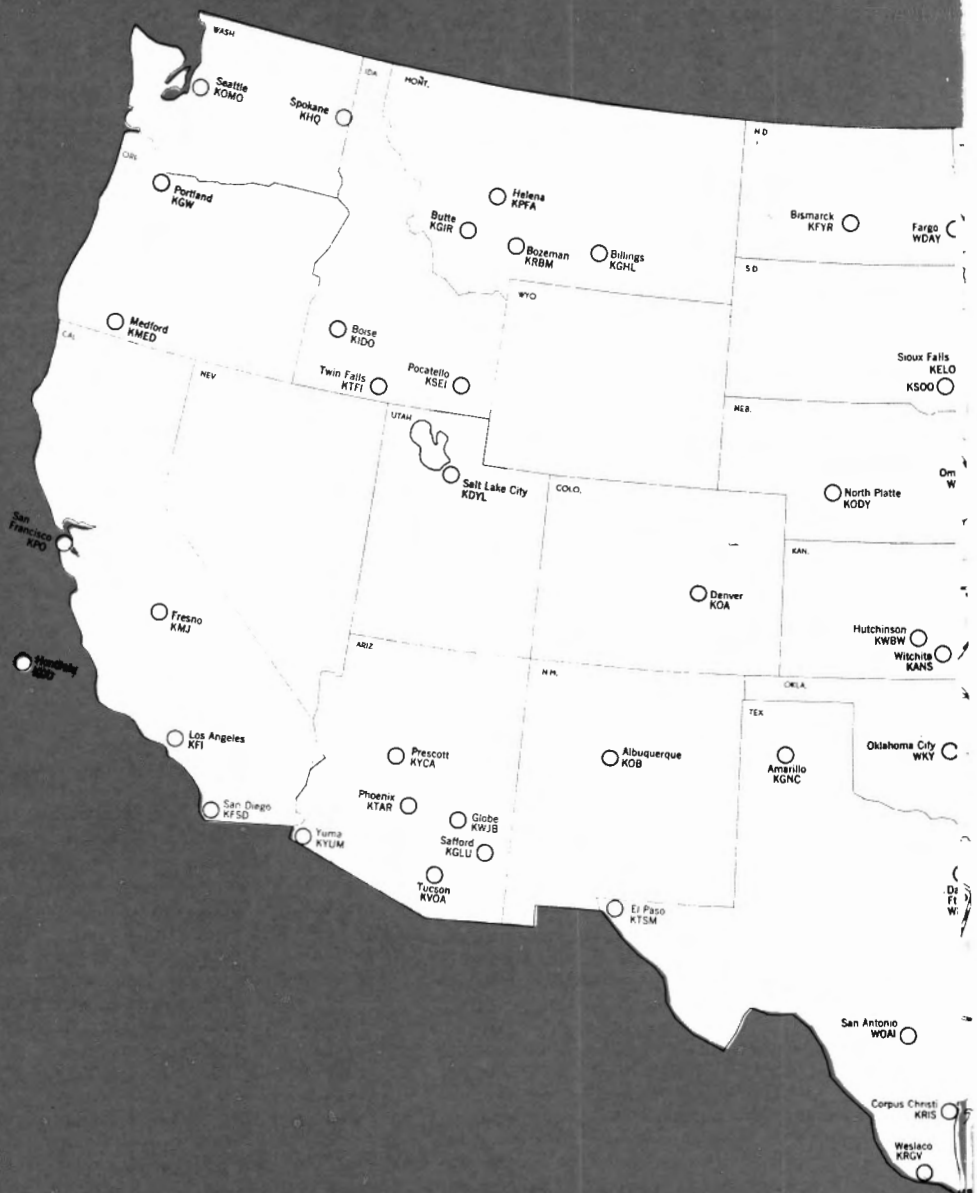 WASH
Seattle
KOMO
Spokane
KHQ
IDA
MONT.
ORE
Portland
KGW
Helena
KPFA
Butte
KGIR
Bozeman
KRBM
Billings
KGHL
N D
Bismarck
KFYR
Fargo
WDAY
S D
WYO
Medford
KMED
CAL
Boise
KIDO
Twin Falls
KTFI
Pocatello
KSEI
NEV
Sioux Falls
KELO
KSOO
NEB.
UTAH
Salt Lake City
KDYL
COLO.
North Platte
KODY
Om
W
San
Francisco
KPO
KAN.
Fresno
KMJ
Denver
KOA
Hutchinson
KWBW
Witchita
KANS
ARIZ
N M.
OKLA.
TEX
Honolulu
KGU
Los Angeles
KFI
Prescott
KYCA
Albuquerque
KOB
Amarillo
KGNC
Oklahoma City
WKY
San Diego
KFSD
Phoenix
KTAR
Globe
KWJB
Yuma
KYUM
Safford
KGLU
Tucson
KVOA
El Paso
KTSM
Da
Ft
W
San Antonio
WOAI
Corpus Christi
KRIS
Weslaco
KRGV